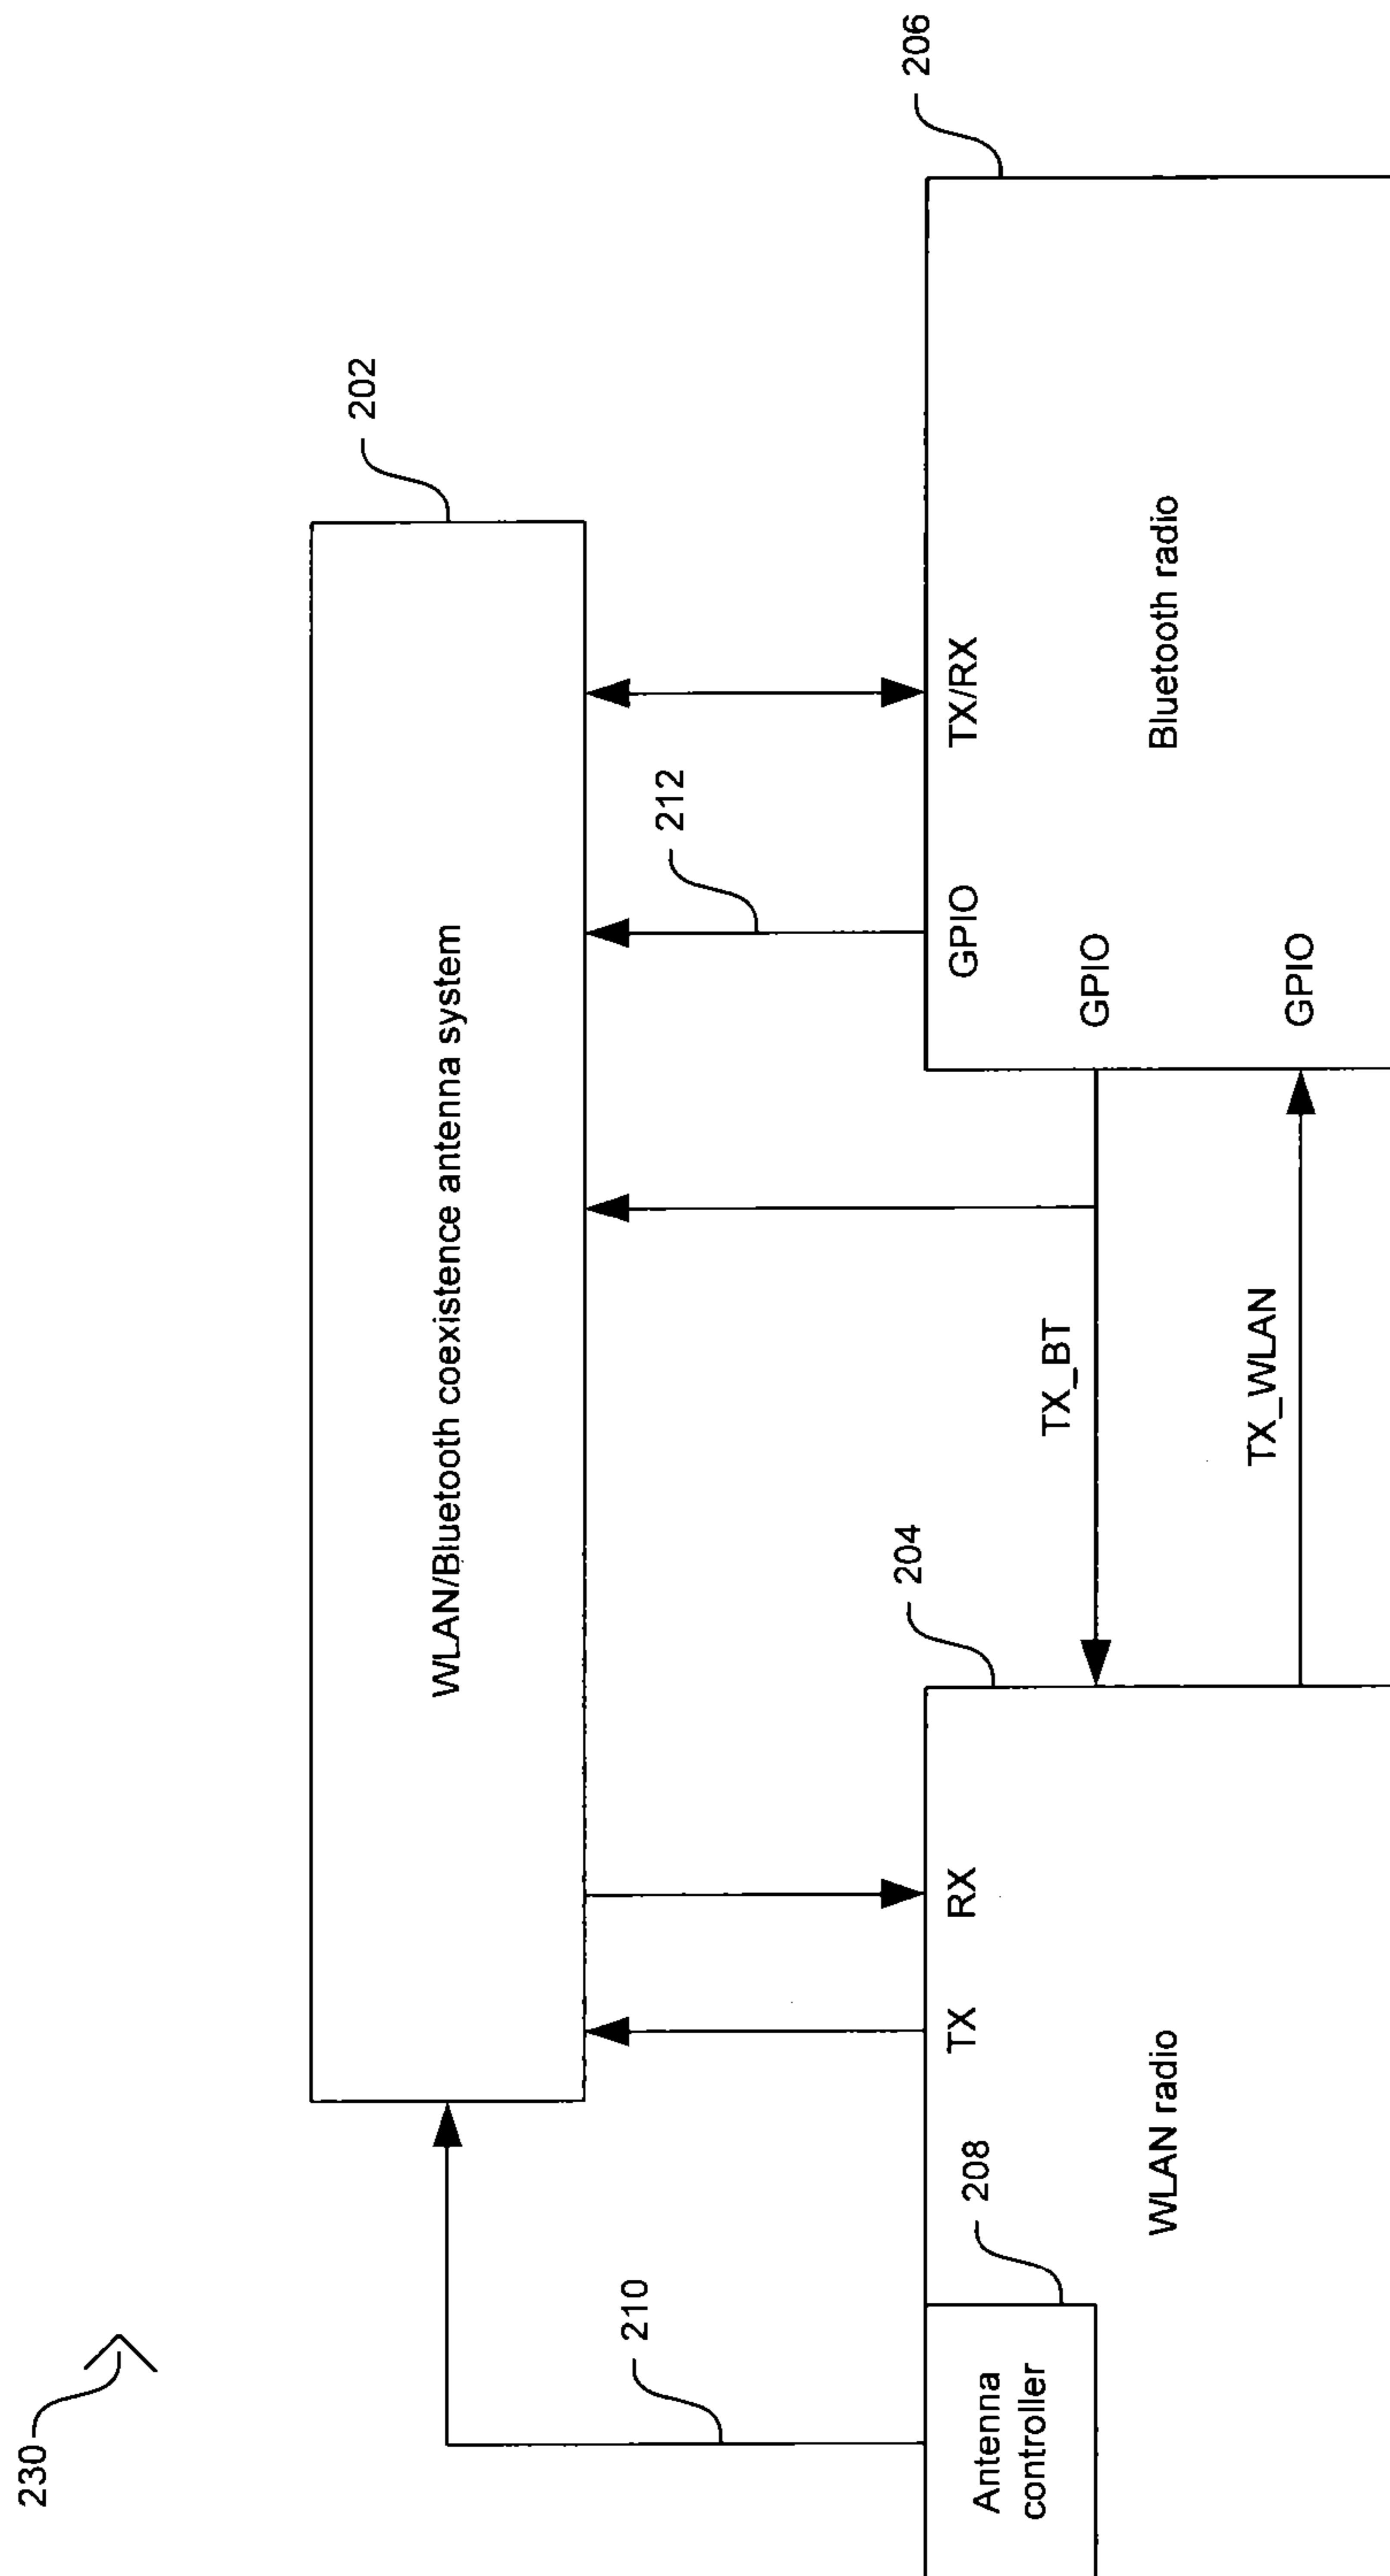 230
202
WLAN/Bluetooth coexistence antenna system
210
212
204
206
208
Antenna
controller
TX
RX
GPIO
TX/RX
TX_BT
GPIO
WLAN radio
Bluetooth radio
TX_WLAN
GPIO